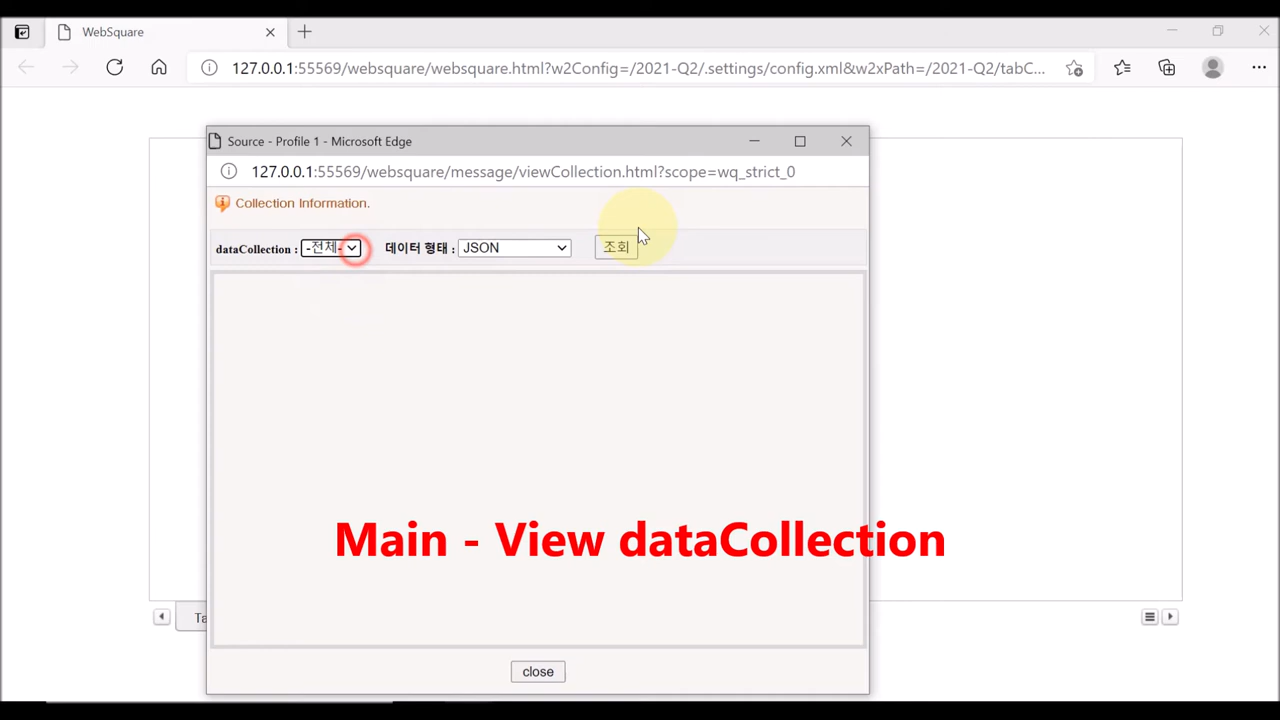 WebSquare
127.0.0.1:55569/websquare/websquare.html?w2Config=/2021-Q2/.settings/config.xml&w2xPath=/2021-Q2/tabC...
Source - Profile 1 - Microsoft Edge
127.0.0.1:55569/websquare/message/viewCollection.html?scope=wq_strict_0
Collection Information.
dataCollection : -전체- 데이터 형태 : JSON 조회
Main - View dataCollection
Ta
close